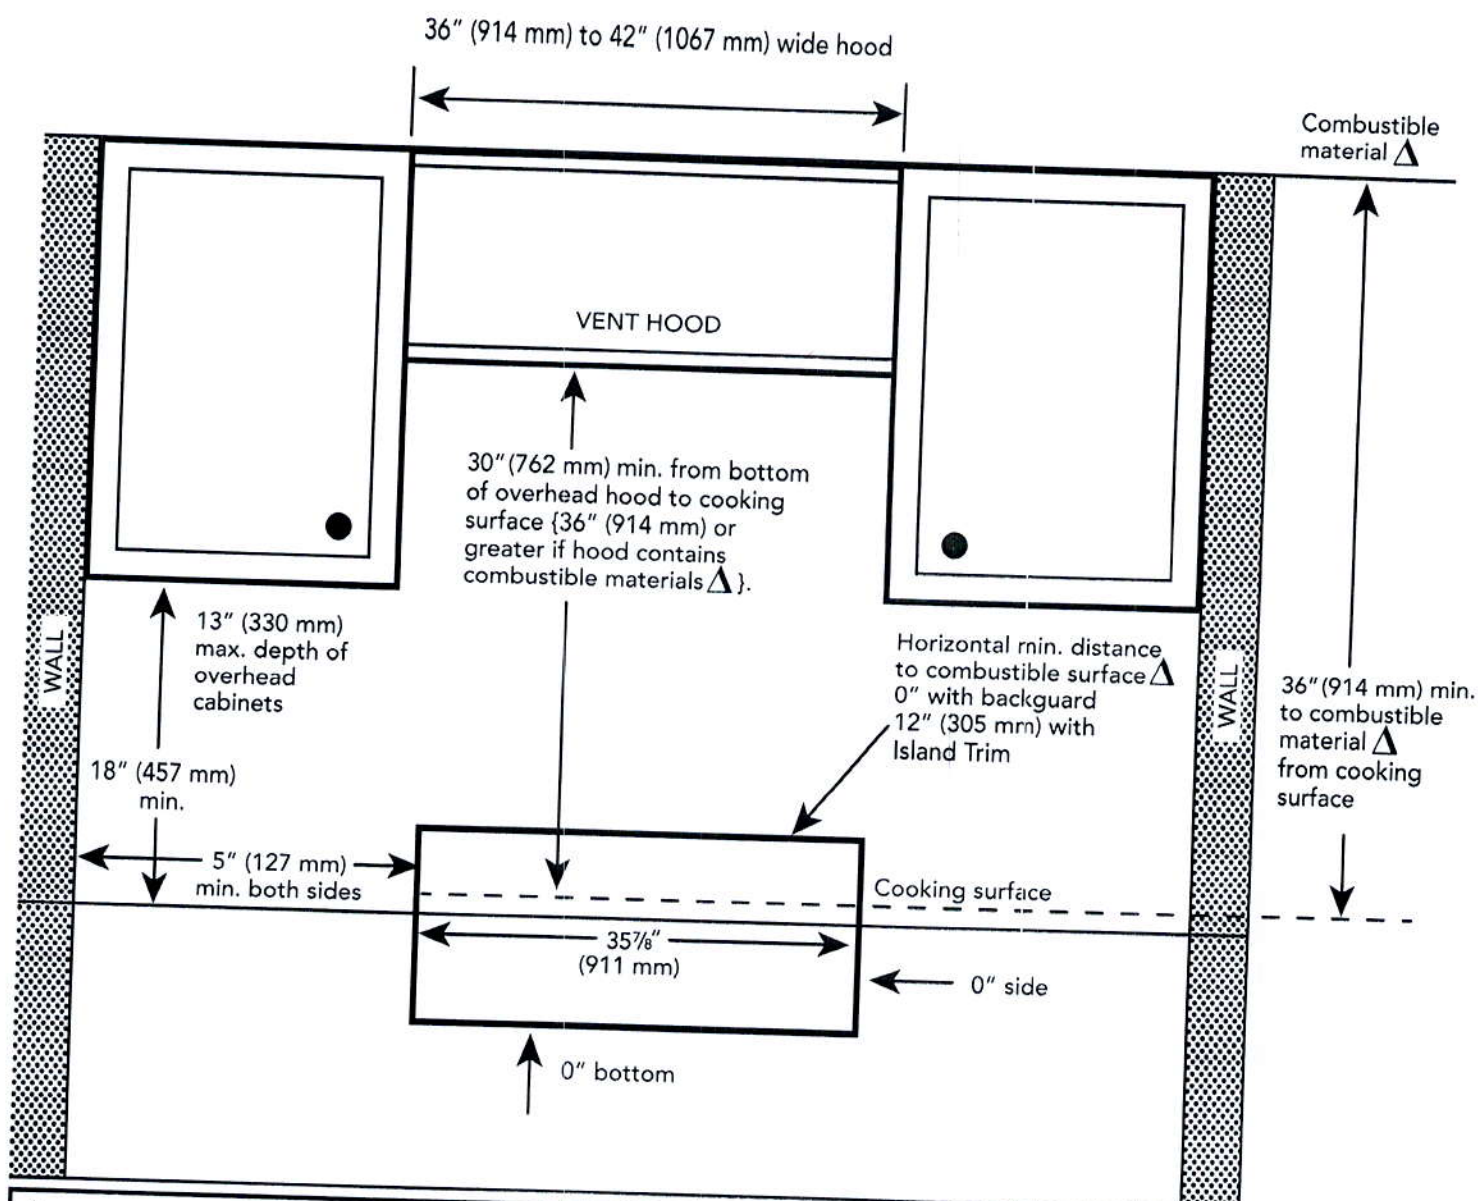 36" (914 mm) to 42" (1067 mm) wide hood
Combustible
material Δ
VENT HOOD
30" (762 mm) min. from bottom
of overhead hood to cooking
surface {36" (914 mm) or
greater if hood contains
combustible materials Δ }.
13" (330 mm)
max. depth of
overhead
cabinets
WALL
Horizontal min. distance
to combustible surface Δ
0" with backguard
12" (305 mm) with
Island Trim
WALL
36" (914 mm) min.
to combustible
material Δ
from cooking
surface
18" (457 mm)
min.
5" (127 mm)
min. both sides
Cooking surface
35⅞"
(911 mm)
0" side
0" bottom